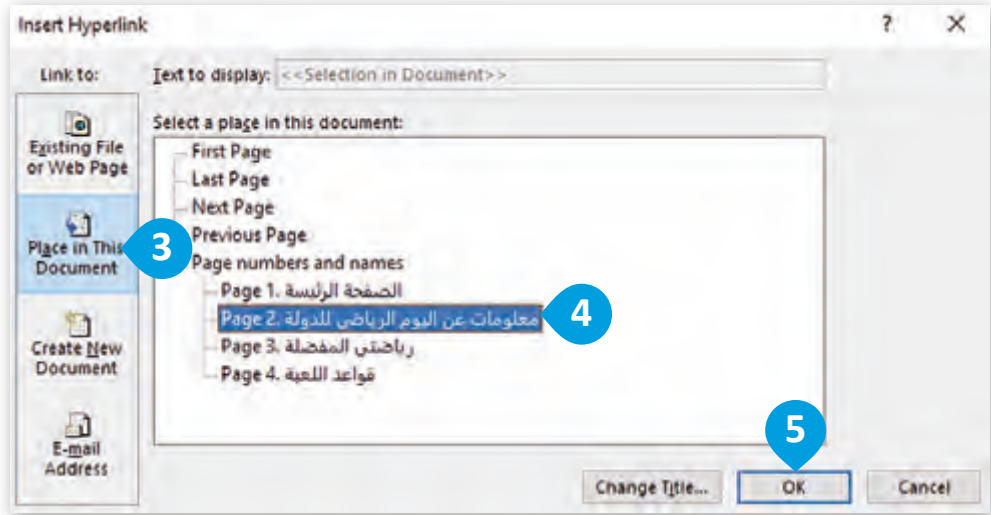 Insert Hyperlink
? X
Link to:
Text to display: <<Selection in Document>>
Existing File
or Web Page
Place in This
Document
3
Create New
Document
E-mail
Address
Select a place in this document:
First Page
Last Page
Next Page
Previous Page
Page numbers and names
Page 1. الصفحة الرئيسة
Page 2. معلومات عن اليوم الرياضي للدولة
4
Page 3. رياضتي المفضلة
Page 4. قواعد اللعبة
5
Change Title...
OK
Cancel